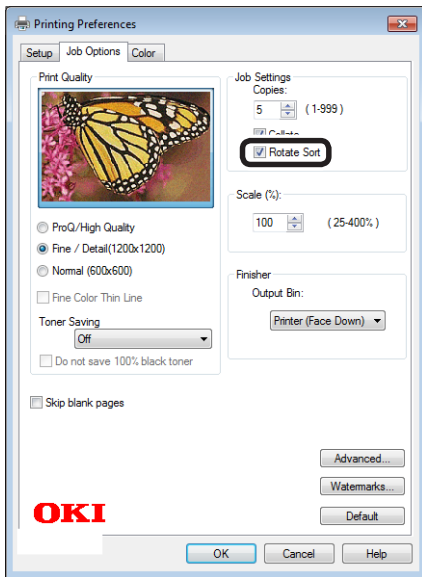 Printing Preferences
Setup
Job Options
Color
Print Quality
ProQ/High Quality
Fine / Detail(1200x1200)
Normal (600x600)
Fine Color Thin Line
Toner Saving
Off
Do not save 100% black toner
Skip blank pages
OKI
Job Settings
Copies:
5 (1-999 )
Collate
Rotate Sort
Scale (%):
100 ( 25-400% )
Finisher
Output Bin:
Printer (Face Down)
Advanced...
Watermarks...
Default
OK
Cancel
Help